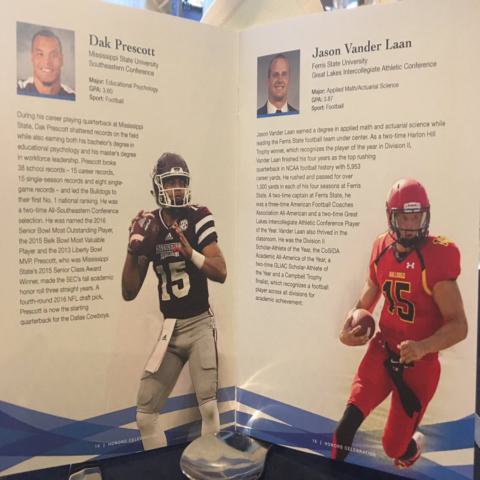 Dak Prescott
Mississippi State University
Southeastern Conference
Major: Educational Psychology
GPA: 3.60
Sport: Football
During his career playing quarterback at Mississippi
State, Dak Prescott shattered records on the field
while also earning both his bachelor's degree in
educational psychology and his master's degree
in workforce leadership. Prescott broke
38 school records – 15 career records,
15 single-season records and eight single-
game records – and led the Bulldogs to
their first No. 1 national ranking. He was
a two-time All-Southeastern Conference
selection. He was named the 2016
Senior Bowl Most Outstanding Player,
the 2015 Belk Bowl Most Valuable
Player and the 2013 Liberty Bowl
MVP. Prescott, who was Mississippi
State's 2015 Senior Class Award
Winner, made the SEC's fall academic
honor roll three straight years. A
fourth-round 2016 NFL draft pick,
Prescott is now the starting
quarterback for the Dallas Cowboys.
15
14 | HONORS CELEBRATION
Jason Vander Laan
Ferris State University
Great Lakes Intercollegiate Athletic Conference
Major: Applied Math/Actuarial Science
GPA: 3.87
Sport: Football
Jason Vander Laan earned a degree in applied math and actuarial science while
leading the Ferris State football team under center. As a two-time Harlon Hill
Trophy winner, which recognizes the player of the year in Division II,
Vander Laan finished his four years as the top rushing
quarterback in NCAA football history with 5,953
career yards. He rushed and passed for over
1,000 yards in each of his four seasons at Ferris
State. A two-time captain at Ferris State, he
was a three-time American Football Coaches
Association All-American and a two-time Great
Lakes Intercollegiate Athletic Conference Player
of the Year. Vander Laan also thrived in the
classroom. He was the Division II
Scholar-Athlete of the Year, the CoSIDA
Academic All-America of the Year, a
two-time GLIAC Scholar-Athlete of
the Year and a Campbell Trophy
finalist, which recognizes a football
player across all divisions for
academic achievement.
BULLDOGS
15
15 | HONORS CELEBRATION